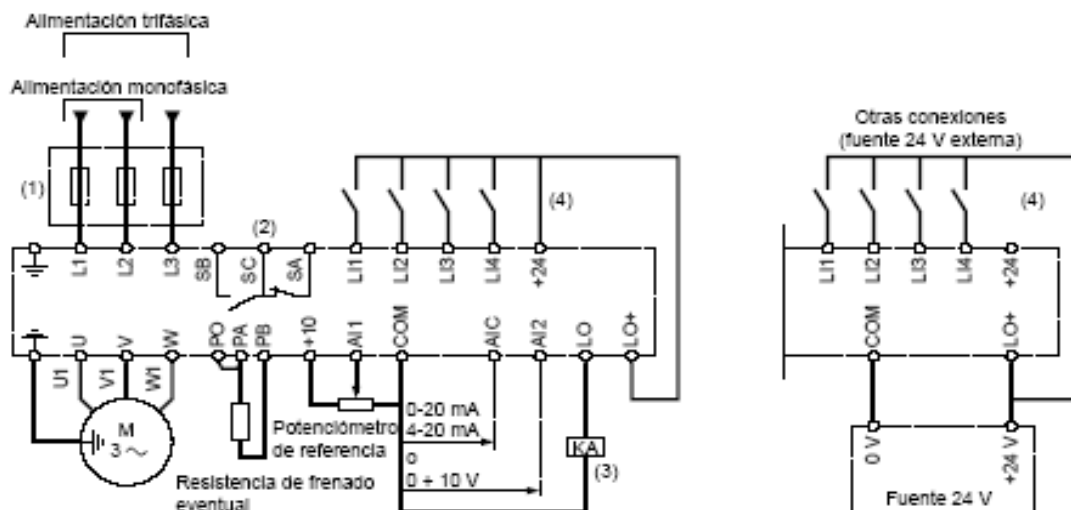 Alimentación trifásica
Alimentación monofásica
Otras conexiones
(fuente 24 V externa)
(1)
(2)
(4)
(4)
L1
L2
L3
SB
SC
SA
LI1
LI2
LI3
LI4
+24
LI1
LI2
LI3
LI4
+24
U
V
W
PO
PA
PB
+10
AI1
COM
AIC
AI2
LO
LO+
COM
LO+
U1
V1
W1
M
3 ~
Potenciómetro
de referencia
0-20 mA
4-20 mA
o
0 + 10 V
KA
(3)
0 V
+24 V
Resistencia de frenado
eventual
Fuente 24 V